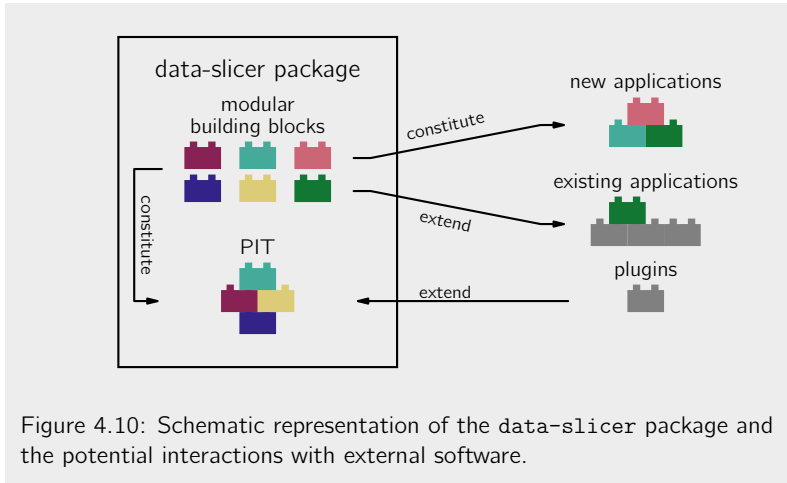 data-slicer package
modular
building blocks
constitute
PIT
constitute
extend
extend
new applications
existing applications
plugins
Figure 4.10: Schematic representation of the data-slicer package and
the potential interactions with external software.